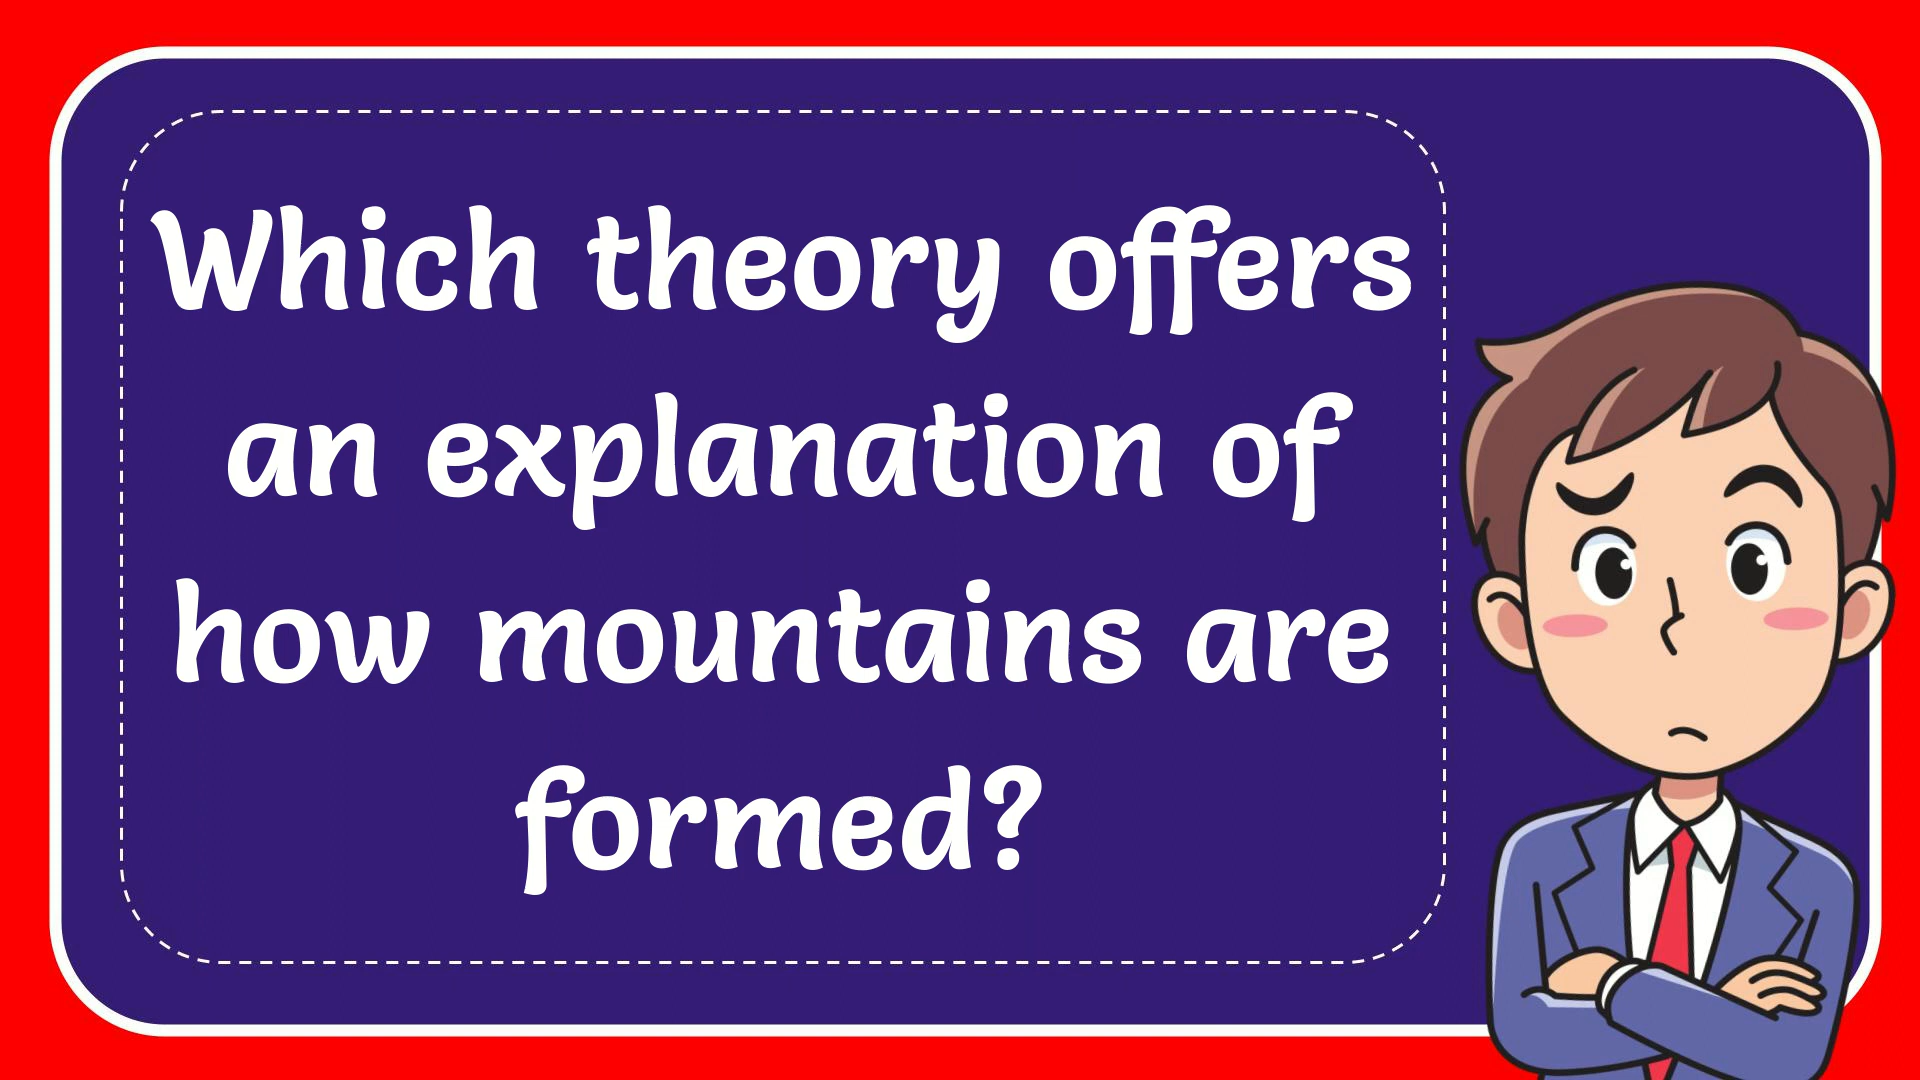 Which theory offers
an explanation of
how mountains are
formed?